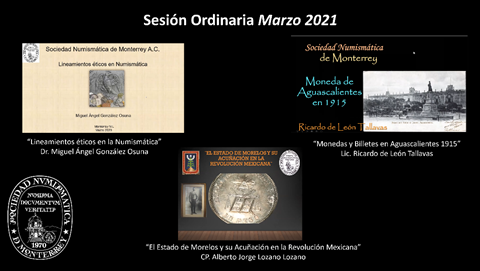 Sesión Ordinaria Marzo 2021
Sociedad Numismática de Monterrey A.C.
Lineamientos éticos en Numismática
Miguel Ángel González Osuna
“Lineamientos éticos en la Numismática”
Dr. Miguel Ángel González Osuna
Sociedad Numismática
de Monterrey
Moneda de
Aguascalientes
en 1915
Ricardo de León Tallavas
“Monedas y Billetes en Aguascalientes 1915”
Lic. Ricardo de León Tallavas
"EL ESTADO DE MORELOS Y SU
ACUÑACIÓN EN LA
REVOLUCIÓN MEXICANA"
“El Estado de Morelos y su Acuñación en la Revolución Mexicana”
CP. Alberto Jorge Lozano Lozano
SOCIEDAD NUMISMATICA
D MONTERREY
NUMISMA
DOCUMENTUM
VERITATIS
1970